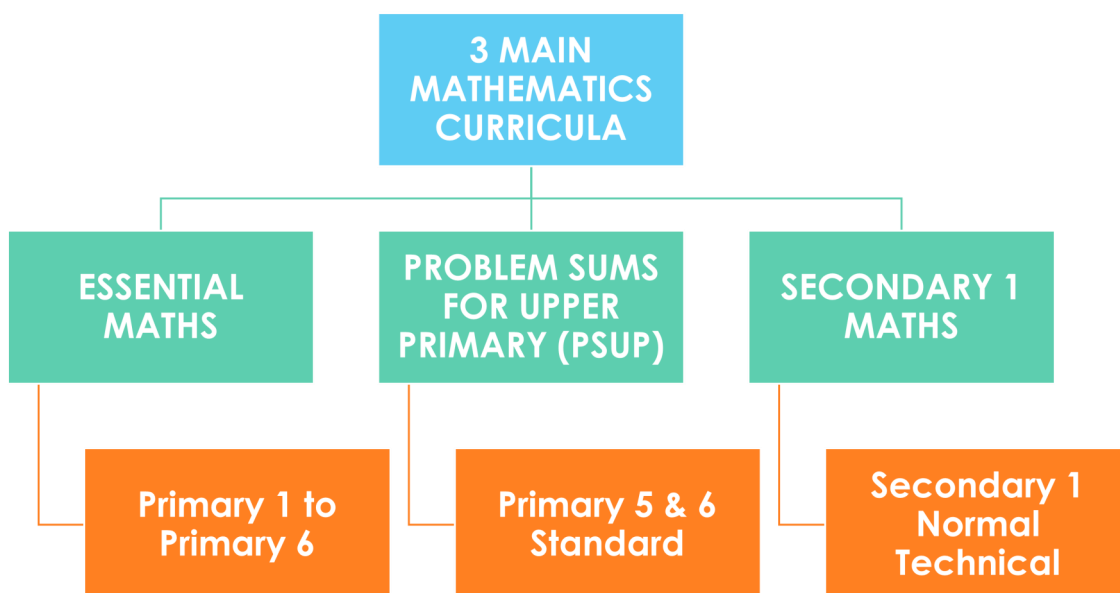 3 MAIN
MATHEMATICS
CURRICULA
ESSENTIAL
MATHS
PROBLEM SUMS
FOR UPPER
PRIMARY (PSUP)
SECONDARY 1
MATHS
Primary 1 to
Primary 6
Primary 5 & 6
Standard
Secondary 1
Normal
Technical